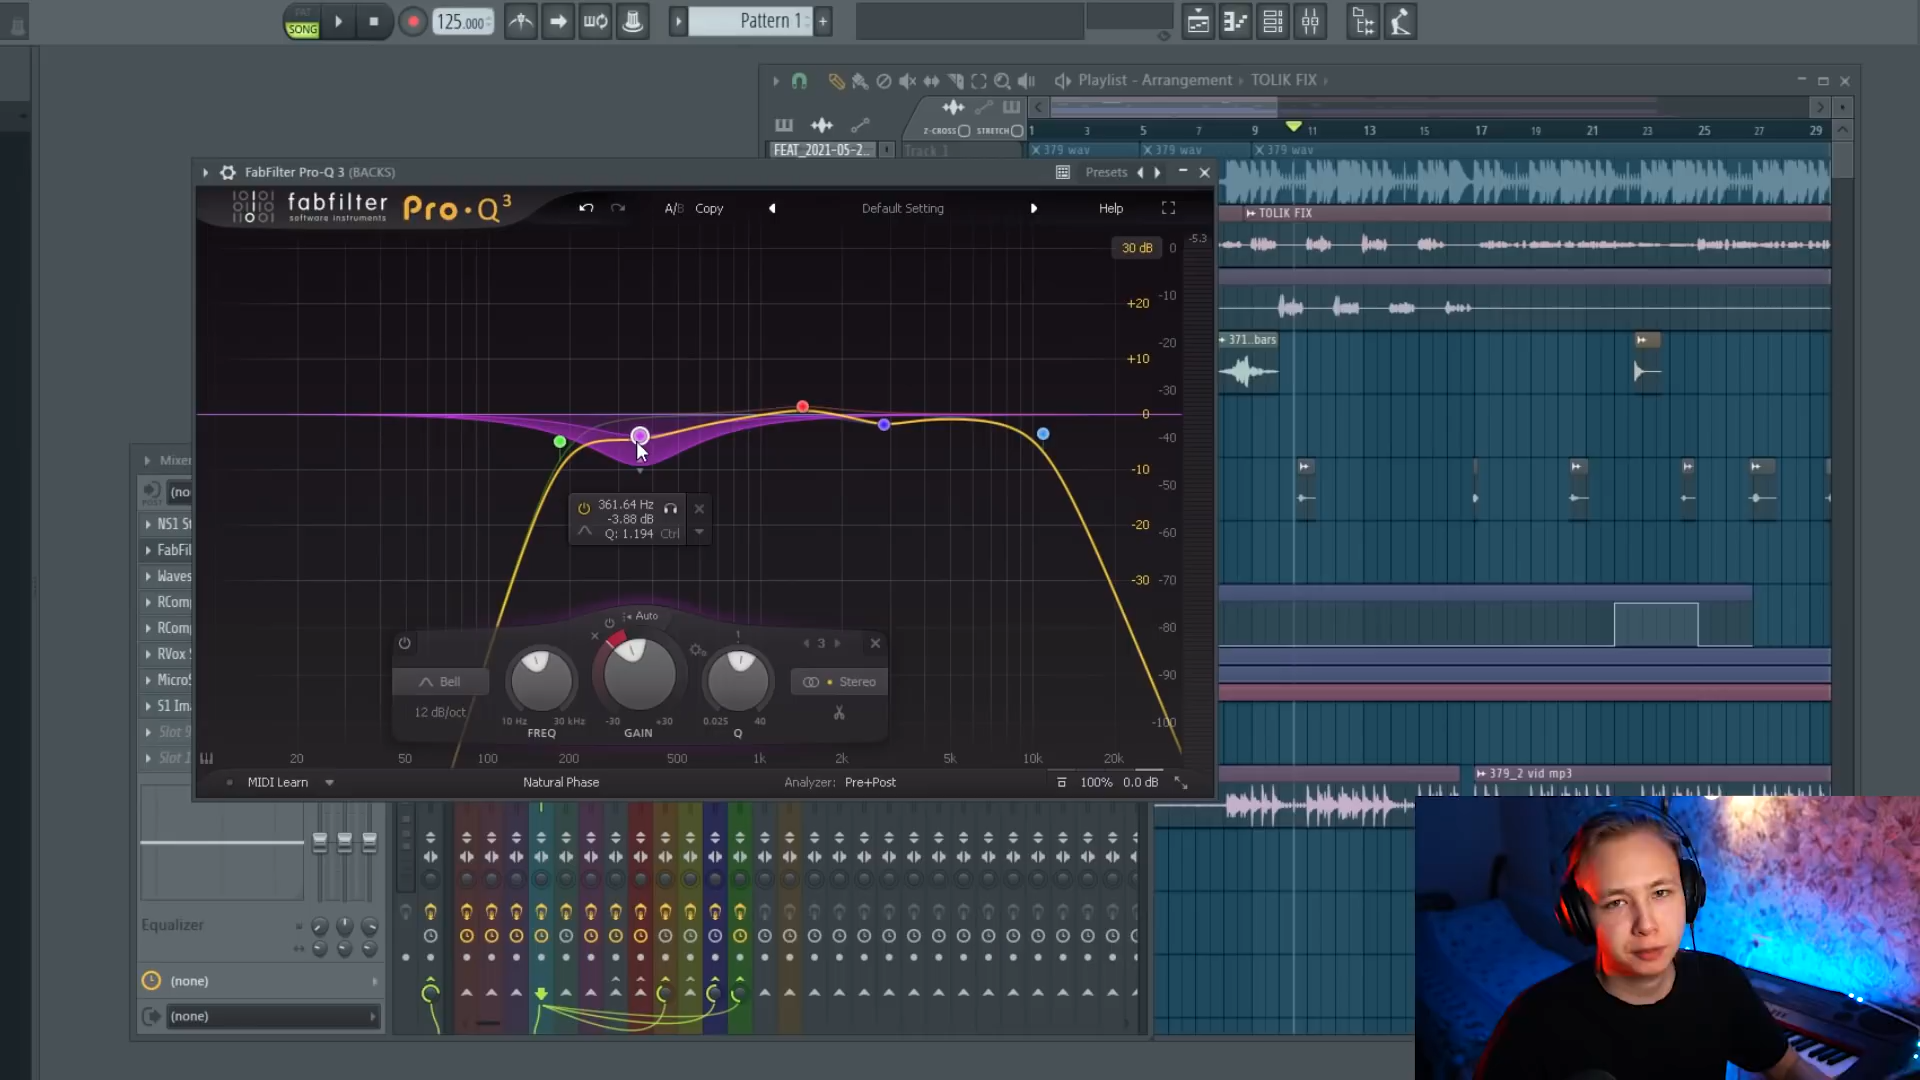 PAT
SONG
125.000
Pattern 1
Playlist - Arrangement
TOLIK FIX
Z-CROSS
STRETCH
1 3 5 7 9 11 13 15 17 19 21 23 25 27 29
FEAT_2021-05-2..
Track 1
379 wav
379 wav
379 wav
FabFilter Pro-Q 3 (BACKS)
Presets
fabfilter
software instruments
Pro·Q3
A/B
Copy
Default Setting
Help
TOLIK FIX
30 dB
0
-5.3
+20
-10
-20
+10
-30
0
-40
-10
-50
-20
-60
-30
-70
-80
-90
-100
371..bars
361.64 Hz
-3.88 dB
Q: 1.194 Ctrl
Mixer
POST
(no
NS1 St
FabFil
Waves
RComp
RComp
RVox
MicroS
S1 Ima
Slot 9
Slot 1
Auto
3
Bell
Stereo
12 dB/oct
10 Hz 30 kHz
FREQ
-30 +30
GAIN
0.025 40
Q
20 50 100 200 500 1k 2k 5k 10k 20k
MIDI Learn
Natural Phase
Analyzer: Pre+Post
100%
0.0 dB
379_2 vid mp3
Equalizer
(none)
(none)